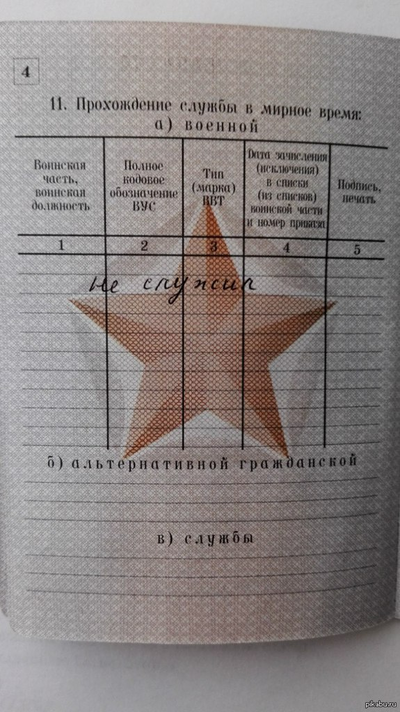 4
11. Прохождение службы в мирное время:
а) военной
Воинская часть, воинская должность
Полное кодовое обозначение ВУС
Тип (марка) ВВТ
Дата зачисления (исключения) в списки (из списков) воинской части и номер приказа
Подпись, печать
1 2 3 4 5
не служил
б) альтернативной гражданской
в) службы
pikabu.ru